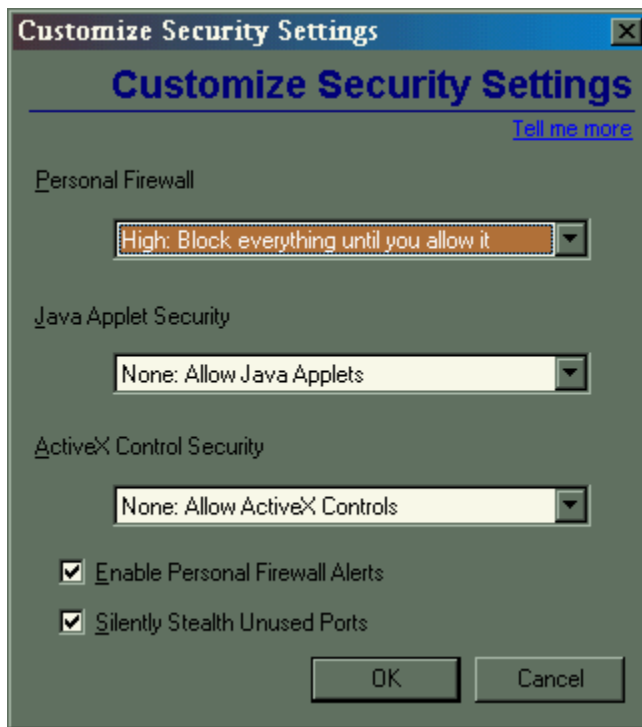 Customize Security Settings
Customize Security Settings
Tell me more
Personal Firewall
High: Block everything until you allow it
Java Applet Security
None: Allow Java Applets
ActiveX Control Security
None: Allow ActiveX Controls
Enable Personal Firewall Alerts
Silently Stealth Unused Ports
OK Cancel